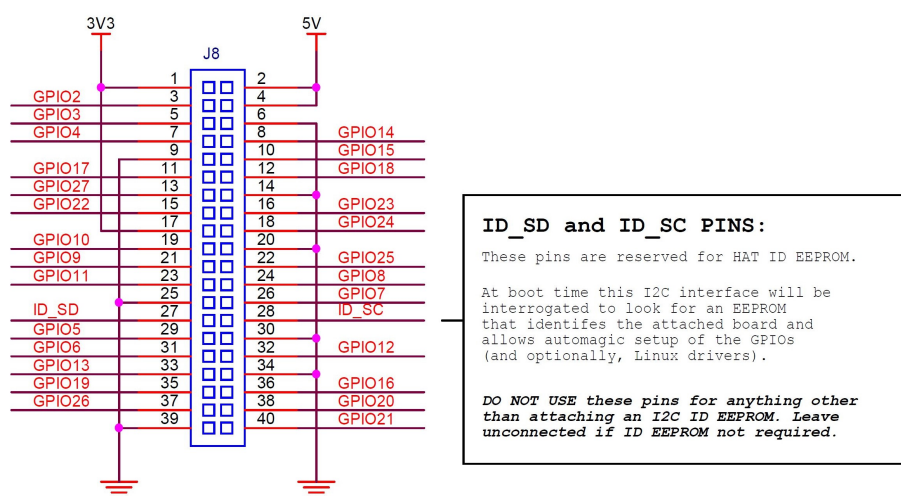 3V3 5V
J8
1 2
GPIO2 3 4
GPIO3 5 6
GPIO4 7 8 GPIO14
9 10 GPIO15
GPIO17 11 12 GPIO18
GPIO27 13 14
GPIO22 15 16 GPIO23
17 18 GPIO24
GPIO10 19 20
GPIO9 21 22 GPIO25
GPIO11 23 24 GPIO8
25 26 GPIO7
ID_SD 27 28 ID_SC
GPIO5 29 30
GPIO6 31 32 GPIO12
GPIO13 33 34
GPIO19 35 36 GPIO16
GPIO26 37 38 GPIO20
39 40 GPIO21
ID_SD and ID_SC PINS:
These pins are reserved for HAT ID EEPROM.
At boot time this I2C interface will be
interrogated to look for an EEPROM
that identifes the attached board and
allows automagic setup of the GPIOs
(and optionally, Linux drivers).
DO NOT USE these pins for anything other
than attaching an I2C ID EEPROM. Leave
unconnected if ID EEPROM not required.